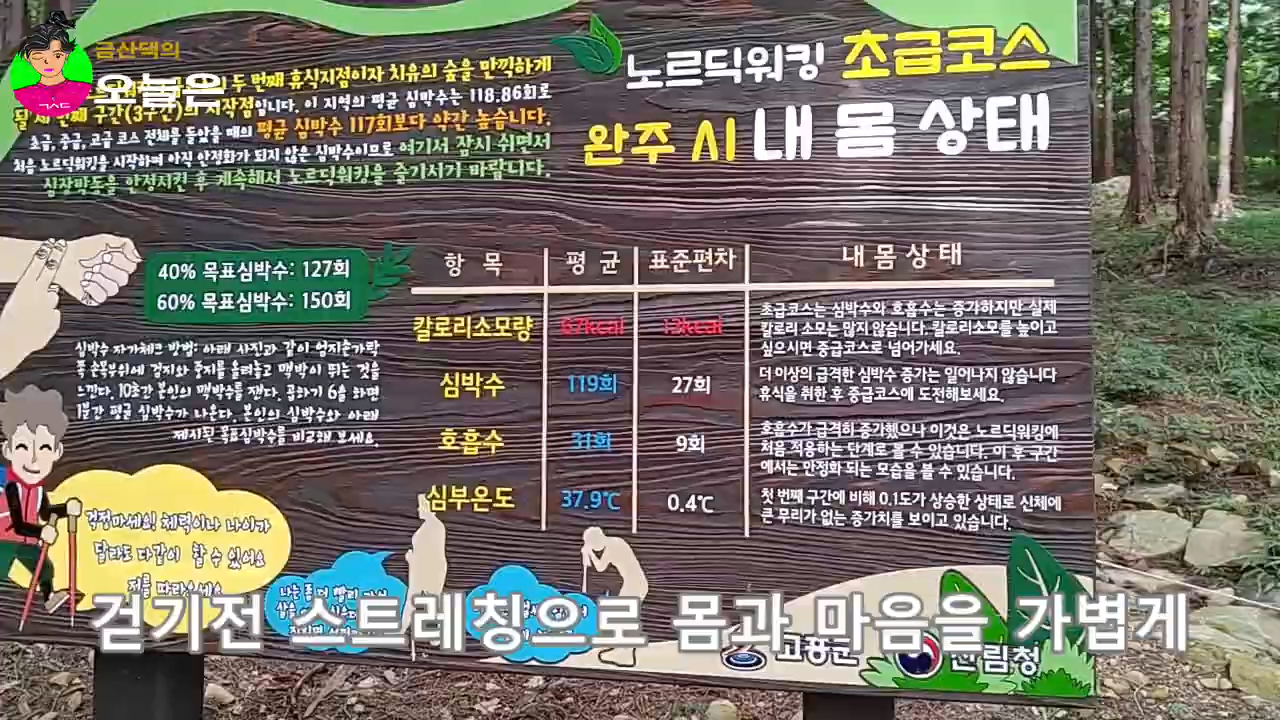 금산댁의
오늘은
두 번째 휴식지점이자 치유의 숲을 만끽하게
될 세 번째 구간(3구간)의 시작점입니다. 이 지역의 평균 심박수는 118.86회로
초급, 중급, 고급 코스 전체를 돌았을 때의 평균 심박수 117회보다 약간 높습니다.
처음 노르딕워킹을 시작하며 아직 안정화가 되지 않은 심박수이므로 여기서 잠시 쉬면서
심장박동을 안정시킨 후 계속해서 노르딕워킹을 즐기시기 바랍니다.
노르딕워킹 초급코스
완주 시 내 몸 상태
40% 목표심박수: 127회
60% 목표심박수: 150회
심박수 자가체크 방법: 아래 사진과 같이 엄지손가락
쪽 손목부위에 검지와 중지를 올려놓고 맥박이 뛰는 것을
느낀다. 10초간 본인의 맥박수를 잰다. 곱하기 6을 하면
1분간 평균 심박수가 나온다. 본인의 심박수와 아래
제시된 목표심박수를 비교해 보세요.
항 목 평 균 표준편차 내 몸 상 태
칼로리소모량 67kcal 13kcal
초급코스는 심박수와 호흡수는 증가하지만 실제
칼로리 소모는 많지 않습니다. 칼로리소모를 높이고
싶으시면 중급코스로 넘어가세요.
심박수 119회 27회
더 이상의 급격한 심박수 증가는 일어나지 않습니다
휴식을 취한 후 중급코스에 도전해보세요.
호흡수 31회 9회
호흡수가 급격히 증가했으나 이것은 노르딕워킹에
처음 적응하는 단계로 볼 수 있습니다. 이 후 구간
에서는 안정화 되는 모습을 볼 수 있습니다.
심부온도 37.9℃ 0.4℃
첫 번째 구간에 비해 0.1도가 상승한 상태로 신체에
큰 무리가 없는 증가치를 보이고 있습니다.
걱정마세요! 체력이나 나이가
달라도 다같이 할 수 있어요
저를 따라오세요
나는 좀 더 빨리
걷기전 스트레칭으로 몸과 마음을 가볍게
고흥군
산림청